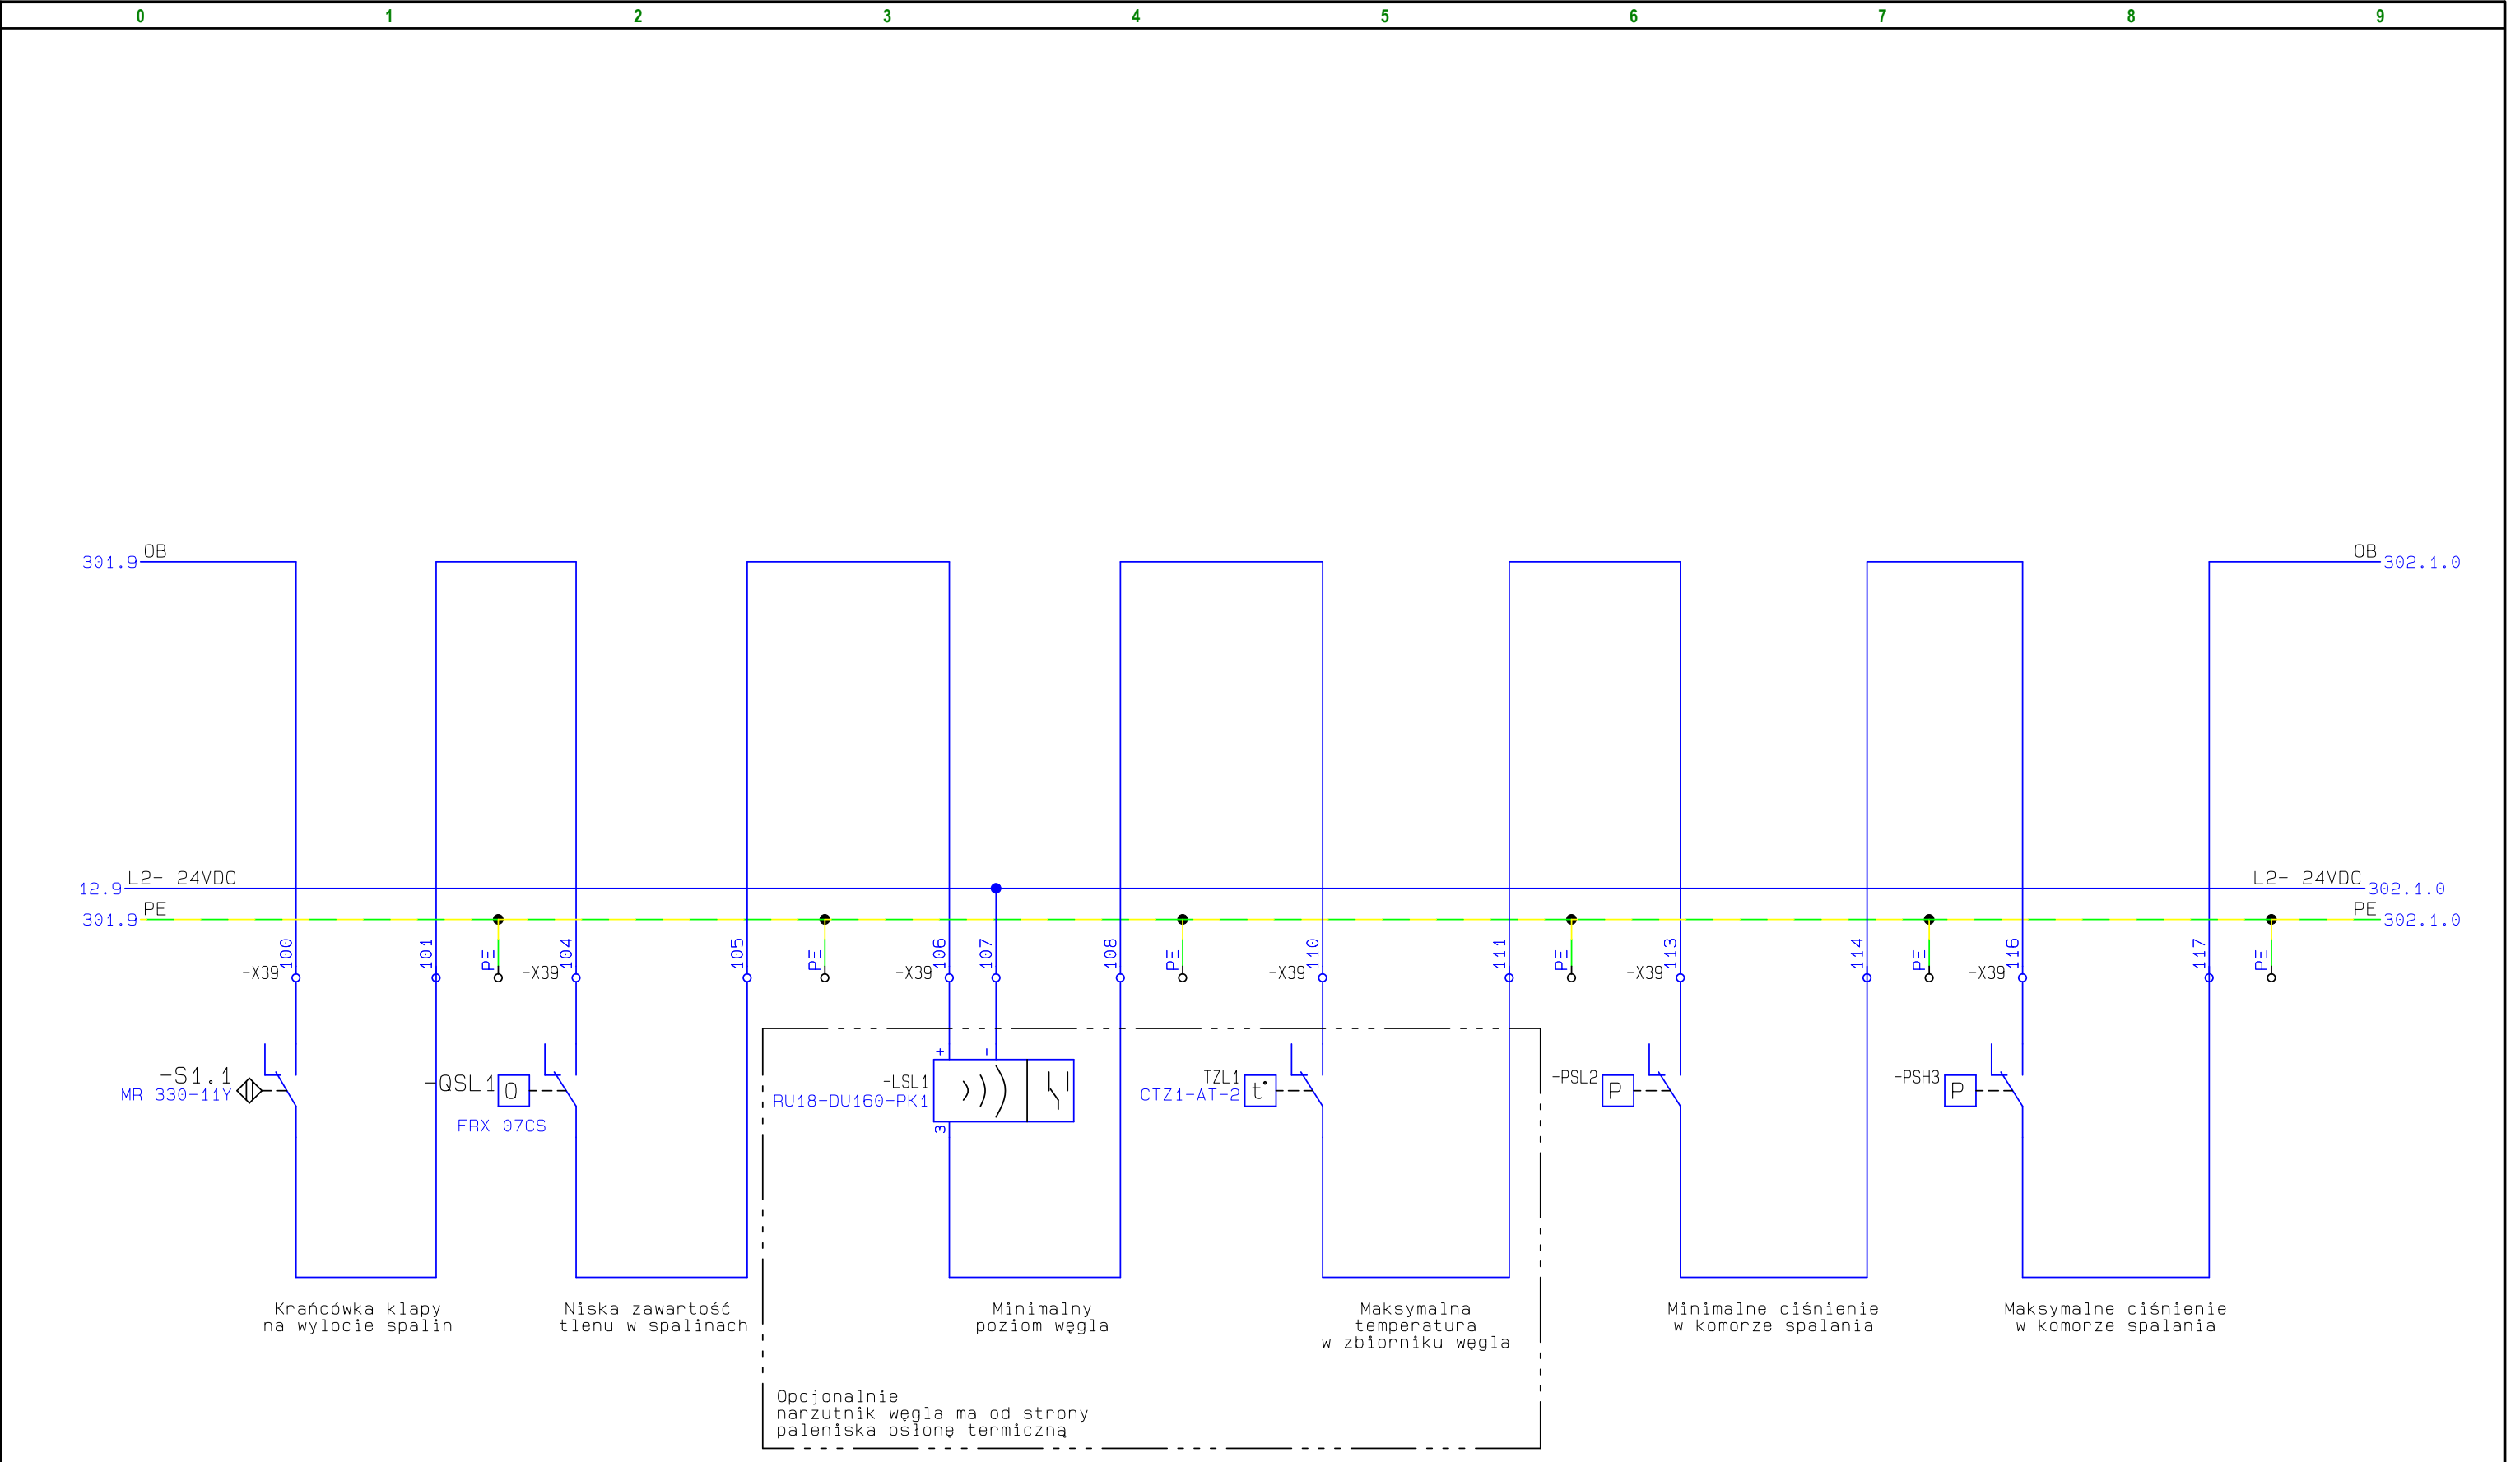 0 1 2 3 4 5 6 7 8 9
301.9 OB
OB 302.1.0
12.9 L2- 24VDC
L2- 24VDC 302.1.0
301.9 PE
PE 302.1.0
-X39 100 101 PE
-X39 104 105 PE
-X39 106 107 108 PE
-X39 110 111 PE
-X39 113 114 PE
-X39 116 117 PE
-S1.1
MR 330-11Y
-QSL1 O
FRX 07CS
+ -
-LSL1
RU18-DU160-PK1
3
TZL1 t°
CTZ1-AT-2
-PSL2 P
-PSH3 P
Krańcówka klapy
na wylocie spalin
Niska zawartość
tlenu w spalinach
Minimalny
poziom węgla
Maksymalna
temperatura
w zbiorniku węgla
Minimalne ciśnienie
w komorze spalania
Maksymalne ciśnienie
w komorze spalania
Opcjonalnie
narzutnik węgla ma od strony
paleniska osłonę termiczną